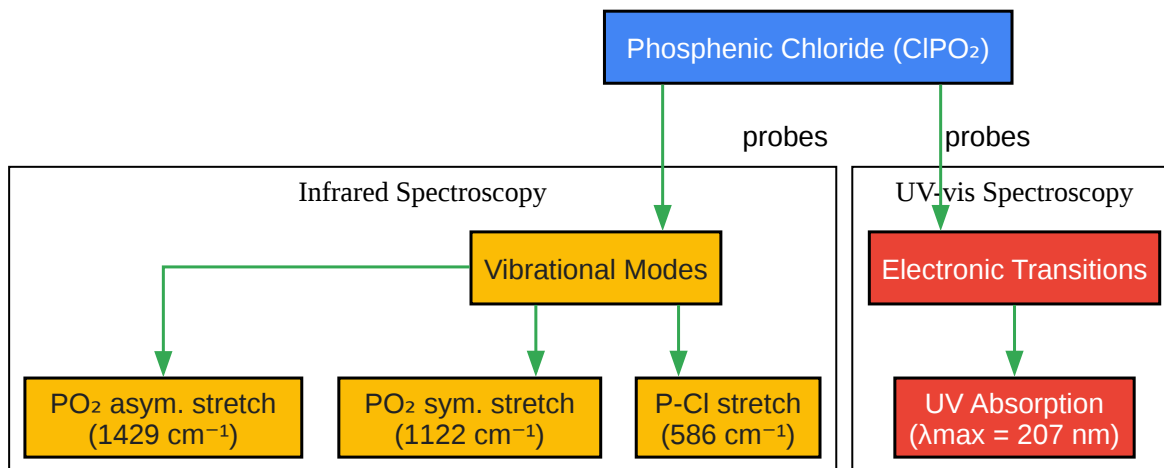 Phosphenic Chloride (ClPO₂)
probes
probes
Infrared Spectroscopy
UV-vis Spectroscopy
Vibrational Modes
Electronic Transitions
PO₂ asym. stretch
(1429 cm⁻¹)
PO₂ sym. stretch
(1122 cm⁻¹)
P-Cl stretch
(586 cm⁻¹)
UV Absorption
(λmax = 207 nm)